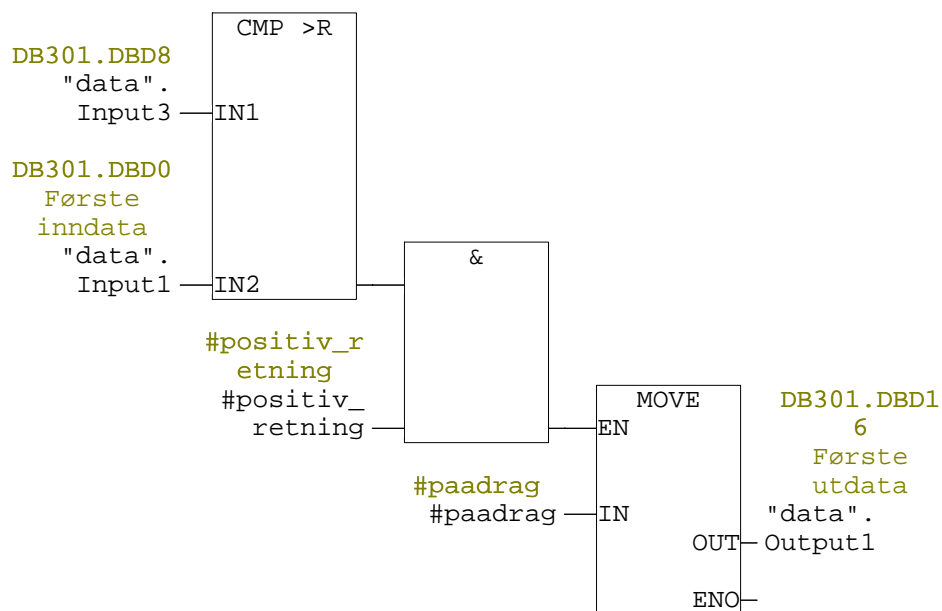 CMP >R
DB301.DBD8
"data".
Input3
IN1
DB301.DBD0
Første
inndata
"data".
Input1
IN2
&
#positiv_r
etning
#positiv_
retning
MOVE
EN
#paadrag
#paadrag
IN
DB301.DBD1
6
Første
utdata
"data".
OUT
Output1
ENO